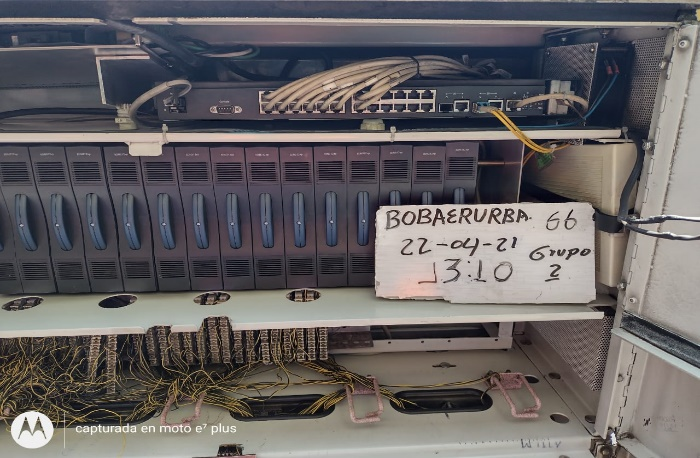 BOBAERURBA 66
22-04-21 Grupo
13:10 2
capturada en moto e⁷ plus